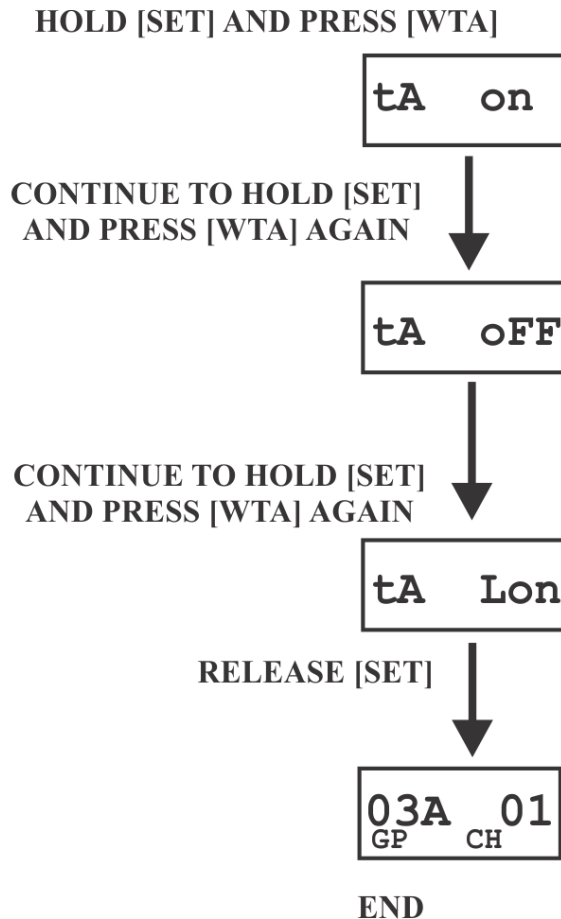 HOLD [SET] AND PRESS [WTA]
tA on
CONTINUE TO HOLD [SET]
AND PRESS [WTA] AGAIN
tA oFF
CONTINUE TO HOLD [SET]
AND PRESS [WTA] AGAIN
tA Lon
RELEASE [SET]
03A 01
GP CH
END